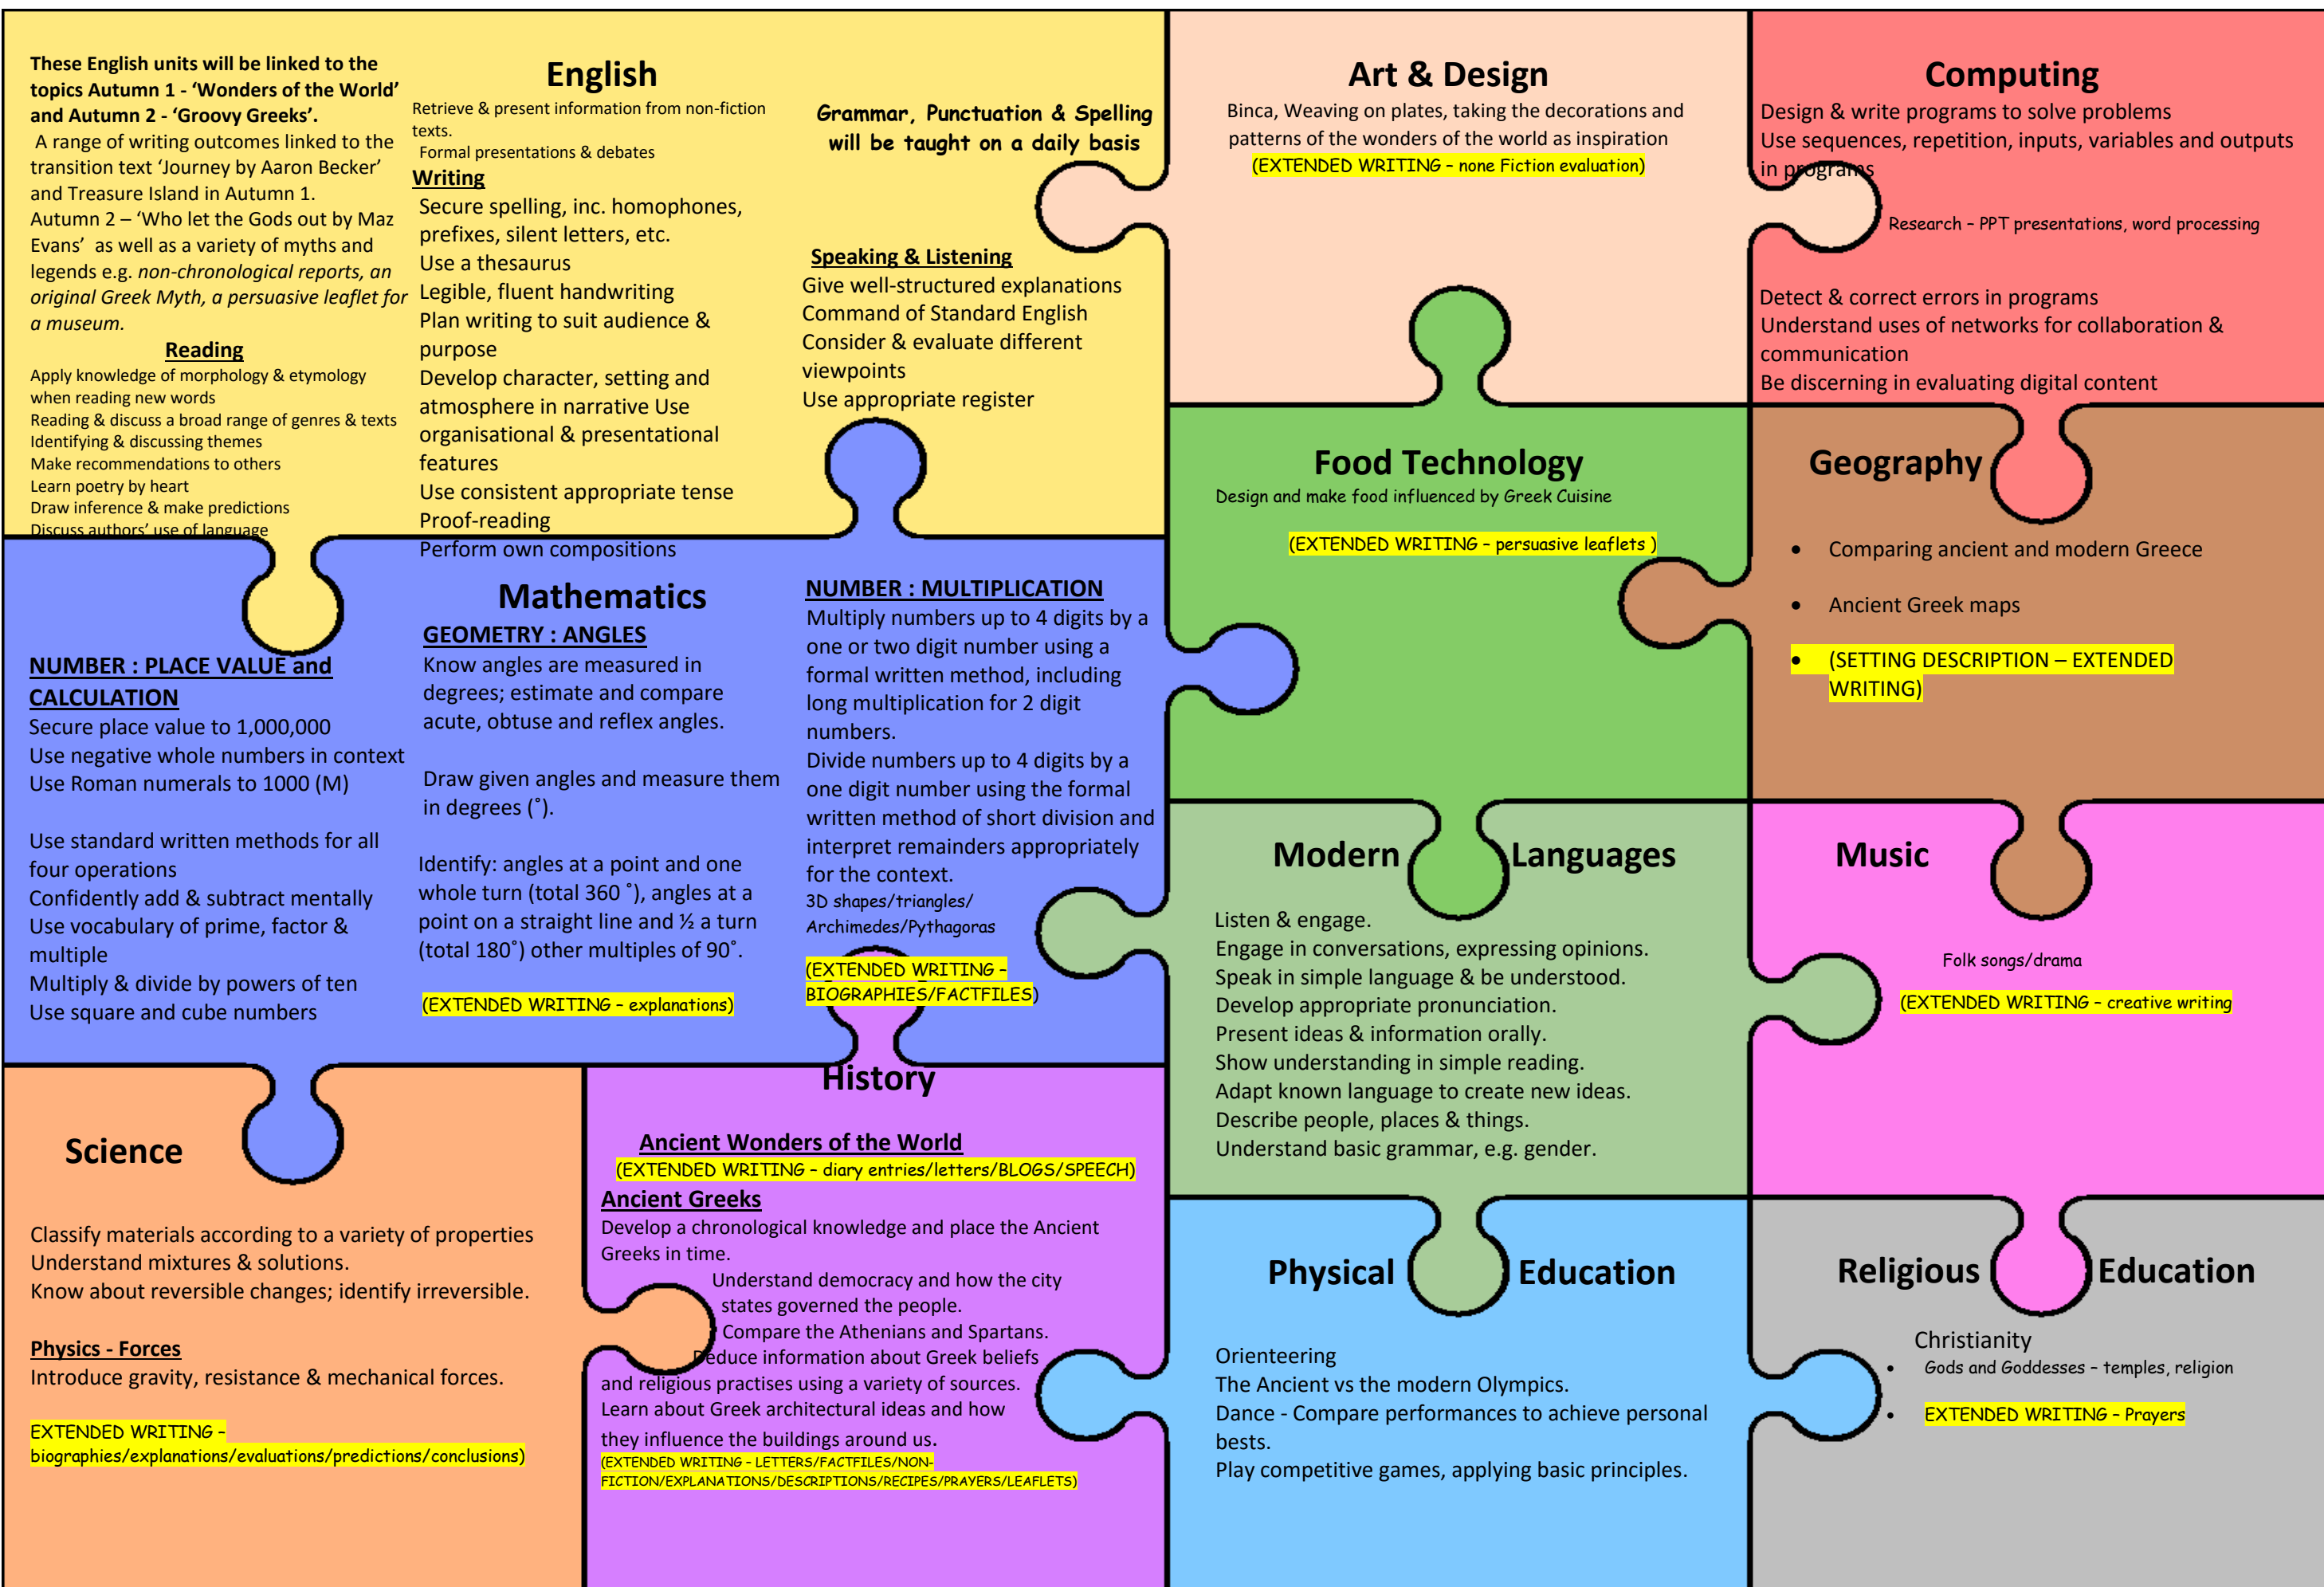 These English units will be linked to the
topics Autumn 1 - ‘Wonders of the World’
and Autumn 2 - ‘Groovy Greeks’.
A range of writing outcomes linked to the
transition text ‘Journey by Aaron Becker’
and Treasure Island in Autumn 1.
Autumn 2 – ‘Who let the Gods out by Maz
Evans’ as well as a variety of myths and
legends e.g. non-chronological reports, an
original Greek Myth, a persuasive leaflet for
a museum.
Reading
Apply knowledge of morphology & etymology
when reading new words
Reading & discuss a broad range of genres & texts
Identifying & discussing themes
Make recommendations to others
Learn poetry by heart
Draw inference & make predictions
Discuss authors’ use of language
English
Retrieve & present information from non-fiction
texts.
Formal presentations & debates
Writing
Secure spelling, inc. homophones,
prefixes, silent letters, etc.
Use a thesaurus
Legible, fluent handwriting
Plan writing to suit audience &
purpose
Develop character, setting and
atmosphere in narrative Use
organisational & presentational
features
Use consistent appropriate tense
Proof-reading
Perform own compositions
Grammar, Punctuation & Spelling
will be taught on a daily basis
Speaking & Listening
Give well-structured explanations
Command of Standard English
Consider & evaluate different
viewpoints
Use appropriate register
Art & Design
Binca, Weaving on plates, taking the decorations and
patterns of the wonders of the world as inspiration
(EXTENDED WRITING – none Fiction evaluation)
Computing
Design & write programs to solve problems
Use sequences, repetition, inputs, variables and outputs
in programs
Research – PPT presentations, word processing
Detect & correct errors in programs
Understand uses of networks for collaboration &
communication
Be discerning in evaluating digital content
Food Technology
Design and make food influenced by Greek Cuisine
(EXTENDED WRITING – persuasive leaflets )
Geography
• Comparing ancient and modern Greece
• Ancient Greek maps
• (SETTING DESCRIPTION – EXTENDED
WRITING)
Mathematics
NUMBER : PLACE VALUE and
CALCULATION
Secure place value to 1,000,000
Use negative whole numbers in context
Use Roman numerals to 1000 (M)
Use standard written methods for all
four operations
Confidently add & subtract mentally
Use vocabulary of prime, factor &
multiple
Multiply & divide by powers of ten
Use square and cube numbers
GEOMETRY : ANGLES
Know angles are measured in
degrees; estimate and compare
acute, obtuse and reflex angles.
Draw given angles and measure them
in degrees (˚).
Identify: angles at a point and one
whole turn (total 360 ˚), angles at a
point on a straight line and ½ a turn
(total 180˚) other multiples of 90˚.
(EXTENDED WRITING – explanations)
NUMBER : MULTIPLICATION
Multiply numbers up to 4 digits by a
one or two digit number using a
formal written method, including
long multiplication for 2 digit
numbers.
Divide numbers up to 4 digits by a
one digit number using the formal
written method of short division and
interpret remainders appropriately
for the context.
3D shapes/triangles/
Archimedes/Pythagoras
(EXTENDED WRITING –
BIOGRAPHIES/FACTFILES)
Modern Languages
Listen & engage.
Engage in conversations, expressing opinions.
Speak in simple language & be understood.
Develop appropriate pronunciation.
Present ideas & information orally.
Show understanding in simple reading.
Adapt known language to create new ideas.
Describe people, places & things.
Understand basic grammar, e.g. gender.
Music
Folk songs/drama
(EXTENDED WRITING – creative writing
Science
Classify materials according to a variety of properties
Understand mixtures & solutions.
Know about reversible changes; identify irreversible.
Physics - Forces
Introduce gravity, resistance & mechanical forces.
EXTENDED WRITING –
biographies/explanations/evaluations/predictions/conclusions)
History
Ancient Wonders of the World
(EXTENDED WRITING – diary entries/letters/BLOGS/SPEECH)
Ancient Greeks
Develop a chronological knowledge and place the Ancient
Greeks in time.
Understand democracy and how the city
states governed the people.
Compare the Athenians and Spartans.
Deduce information about Greek beliefs
and religious practises using a variety of sources.
Learn about Greek architectural ideas and how
they influence the buildings around us.
(EXTENDED WRITING – LETTERS/FACTFILES/NON-
FICTION/EXPLANATIONS/DESCRIPTIONS/RECIPES/PRAYERS/LEAFLETS)
Physical Education
Orienteering
The Ancient vs the modern Olympics.
Dance - Compare performances to achieve personal
bests.
Play competitive games, applying basic principles.
Religious Education
Christianity
• Gods and Goddesses – temples, religion
• EXTENDED WRITING – Prayers